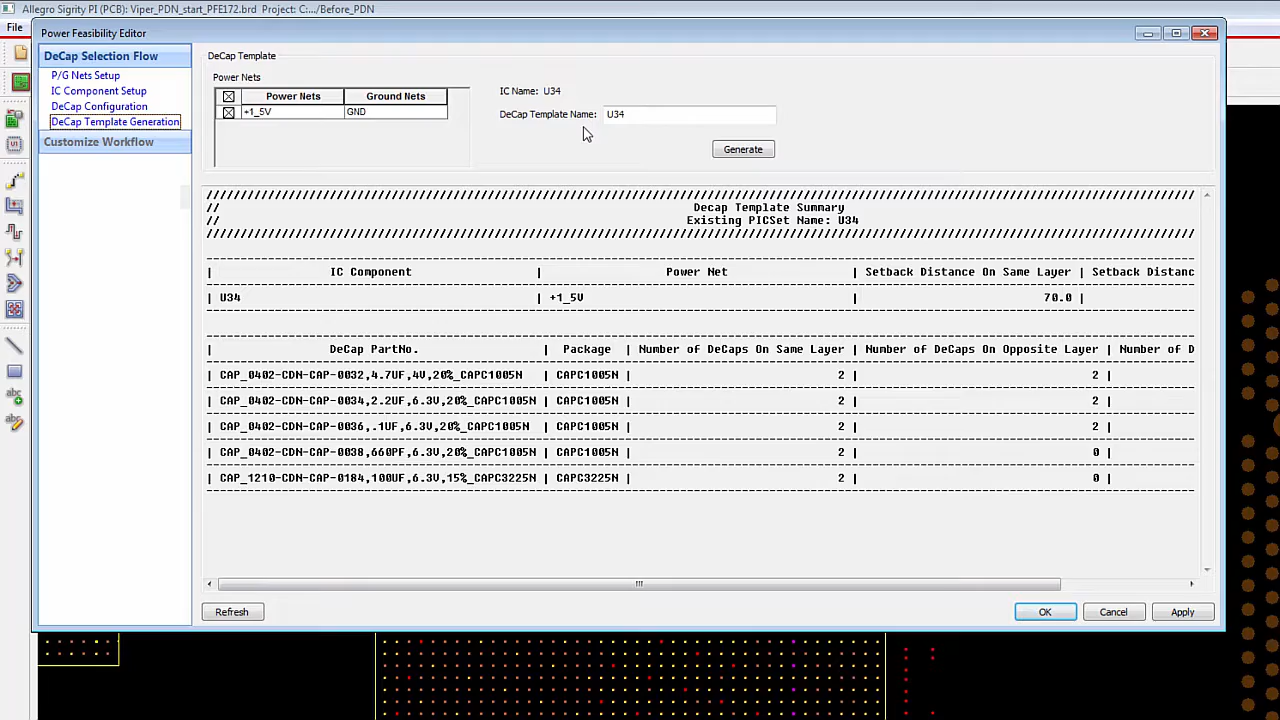 Allegro Sigrity PI (PCB): Viper_PDN_start_PFE172.brd  Project: C:.../Before_PDN
File
Power Feasibility Editor
DeCap Selection Flow
P/G Nets Setup
IC Component Setup
DeCap Configuration
DeCap Template Generation
Customize Workflow
DeCap Template
Power Nets
Power Nets Ground Nets
+1_5V GND
IC Name: U34
DeCap Template Name: U34
Generate
// Decap Template Summary
// Existing PICSet Name: U34
| IC Component | Power Net | Setback Distance On Same Layer | Setback Distanc
| U34 | +1_5V | 70.0 |
| DeCap PartNo. | Package | Number of DeCaps On Same Layer | Number of DeCaps On Opposite Layer | Number of D
| CAP_0402-CDN-CAP-0032,4.7UF,4V,20%_CAPC1005N | CAPC1005N | 2 | 2 |
| CAP_0402-CDN-CAP-0034,2.2UF,6.3V,20%_CAPC1005N | CAPC1005N | 2 | 2 |
| CAP_0402-CDN-CAP-0036,.1UF,6.3V,20%_CAPC1005N | CAPC1005N | 2 | 2 |
| CAP_0402-CDN-CAP-0038,660PF,6.3V,20%_CAPC1005N | CAPC1005N | 2 | 0 |
| CAP_1210-CDN-CAP-0184,100UF,6.3V,15%_CAPC3225N | CAPC3225N | 2 | 0 |
Refresh
OK
Cancel
Apply
U1
abc
abc